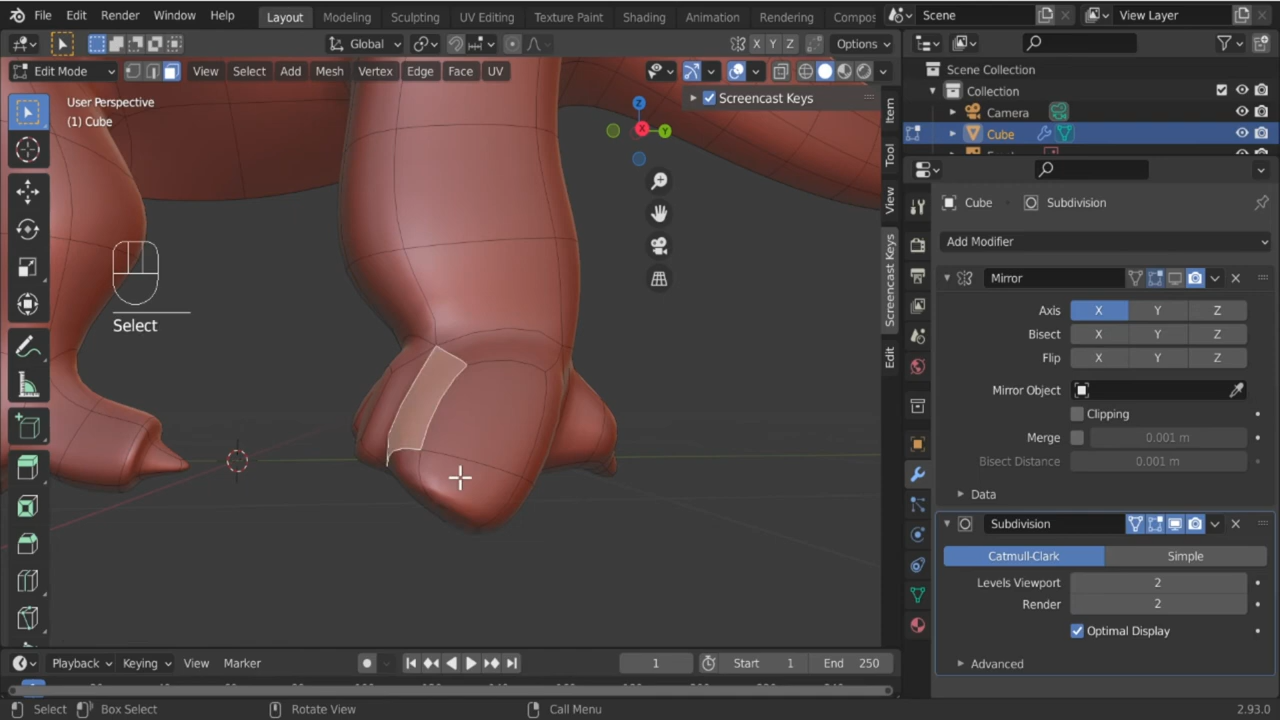 File Edit Render Window Help Layout Modeling Sculpting UV Editing Texture Paint Shading Animation Rendering Compos Scene View Layer
Global X Y Z Options
Edit Mode View Select Add Mesh Vertex Edge Face UV
User Perspective
(1) Cube
Screencast Keys
Z
X
Y
Item
Tool
View
Screencast Keys
Edit
Select
Scene Collection
Collection
Camera
Cube
Cube Subdivision
Add Modifier
Mirror
Axis X Y Z
Bisect X Y Z
Flip X Y Z
Mirror Object
Clipping
Merge 0.001 m
Bisect Distance 0.001 m
Data
Subdivision
Catmull-Clark Simple
Levels Viewport 2
Render 2
Optimal Display
Advanced
Playback Keying View Marker 1 Start 1 End 250
Select Box Select Rotate View Call Menu 2.93.0